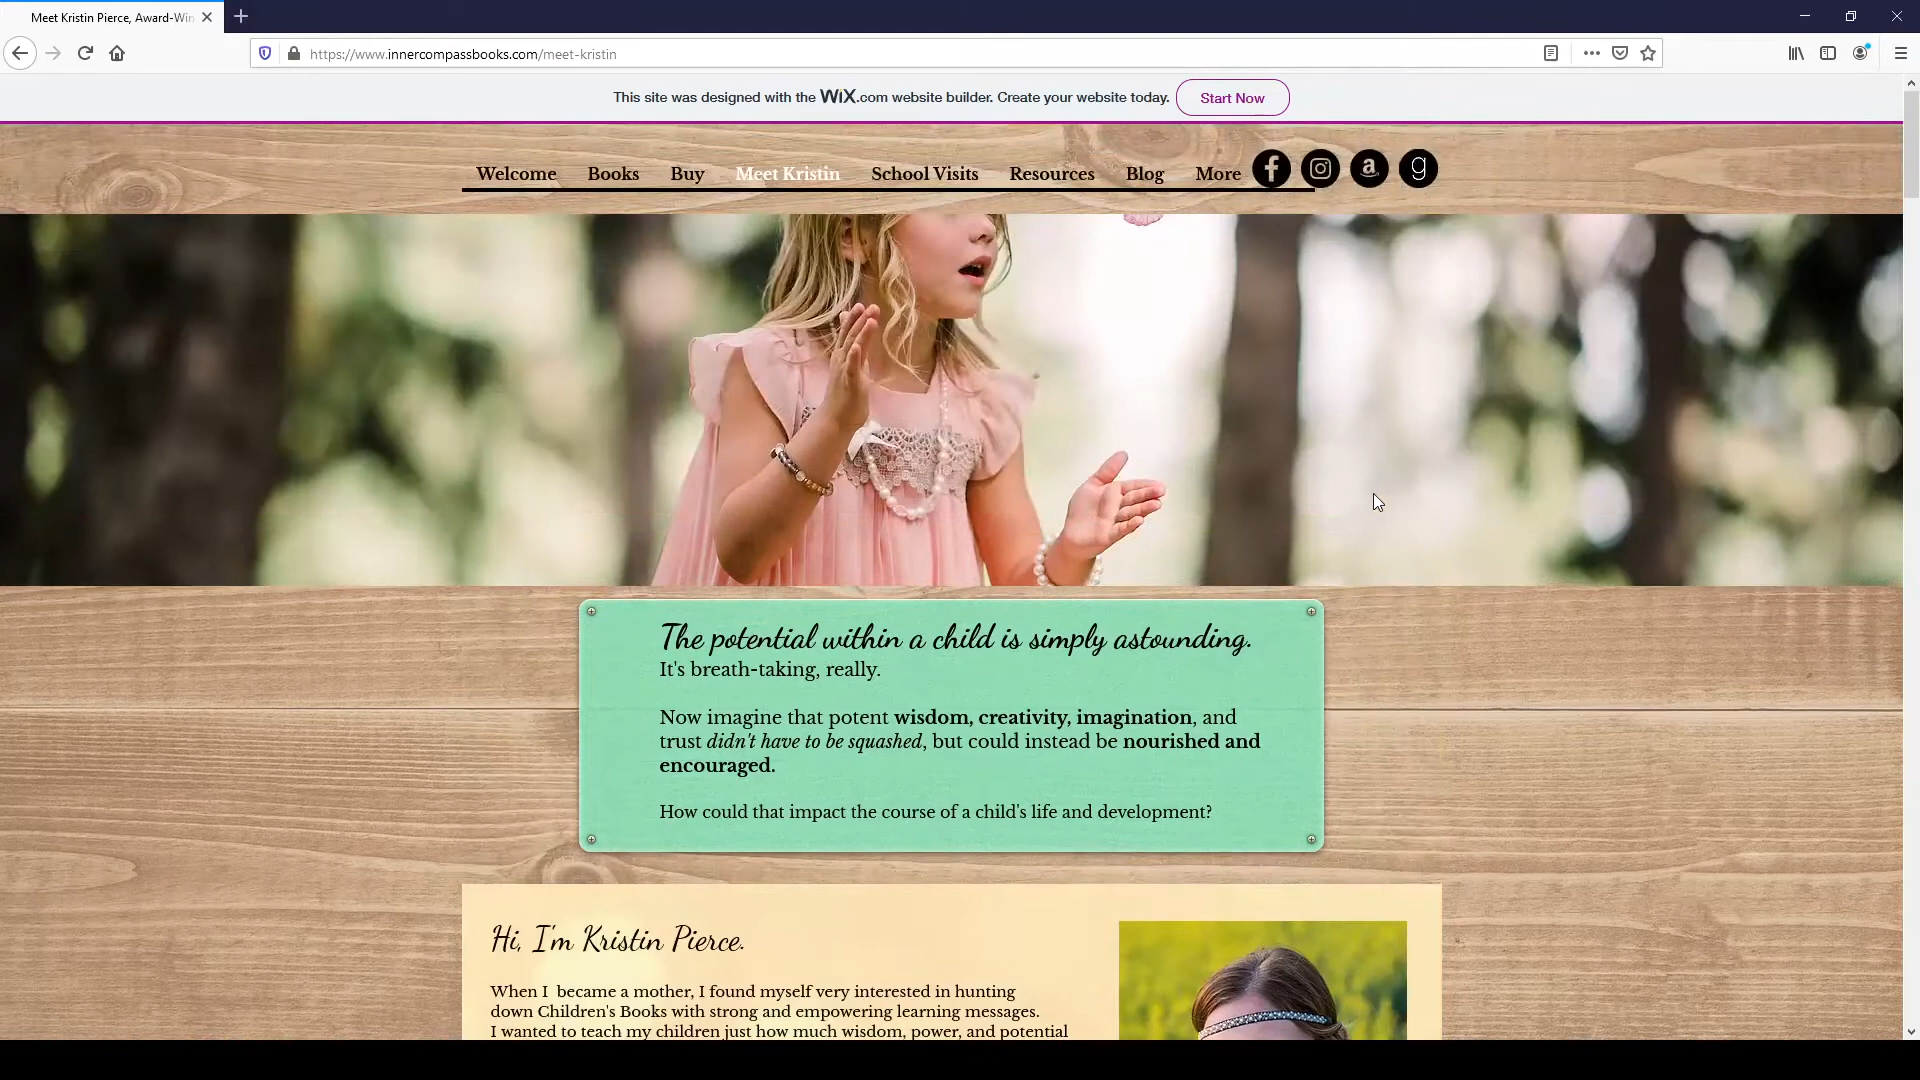 Meet Kristin Pierce, Award-Win
https://www.innercompassbooks.com/meet-kristin
This site was designed with the WiX.com website builder. Create your website today. Start Now
Welcome Books Buy Meet Kristin School Visits Resources Blog More
The potential within a child is simply astounding.
It's breath-taking, really.
Now imagine that potent wisdom, creativity, imagination, and
trust didn't have to be squashed, but could instead be nourished and
encouraged.
How could that impact the course of a child's life and development?
Hi, I'm Kristin Pierce.
When I  became a mother, I found myself very interested in hunting
down Children's Books with strong and empowering learning messages.
I wanted to teach my children just how much wisdom, power, and potential